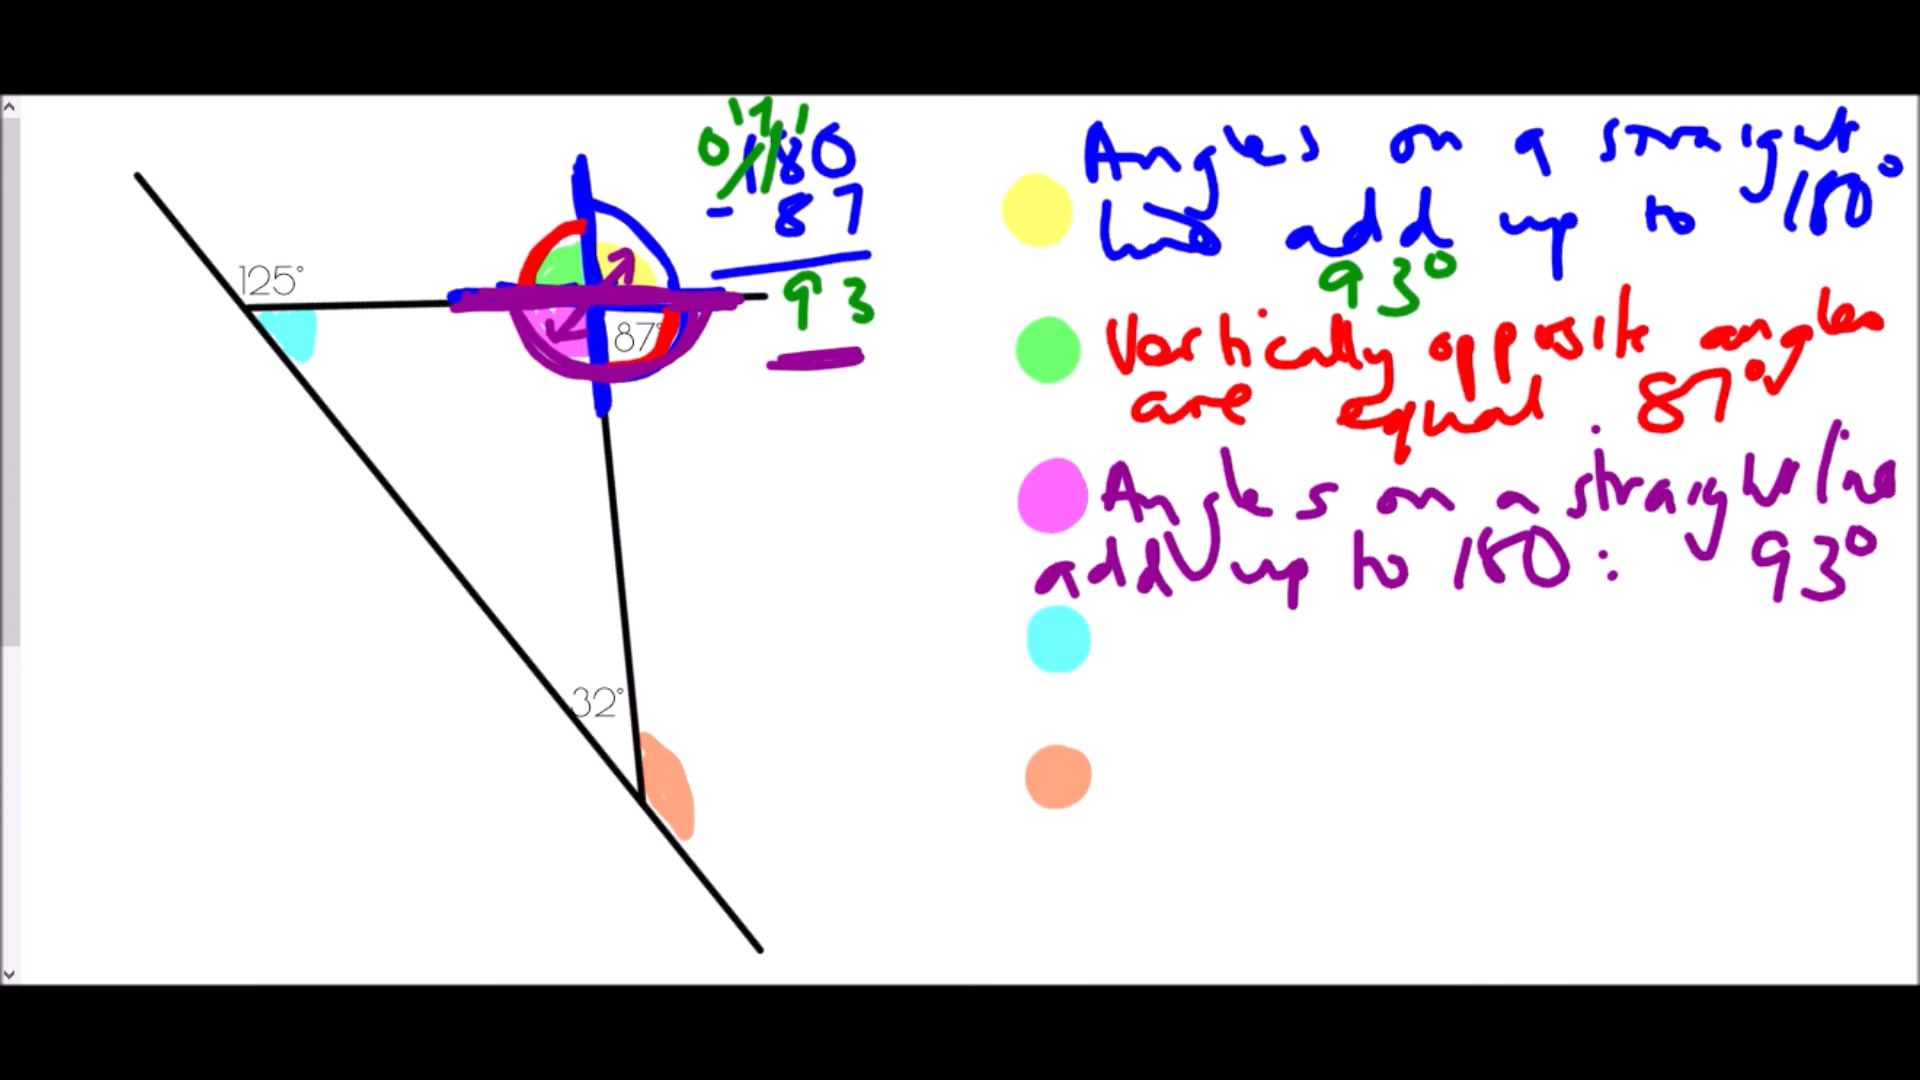 180
- 87
93
125°
87°
32°
Angles on a straight
line add up to 180°
93°
Vertically opposite angles
are equal 87°
Angles on a straight line
add up to 180: 93°